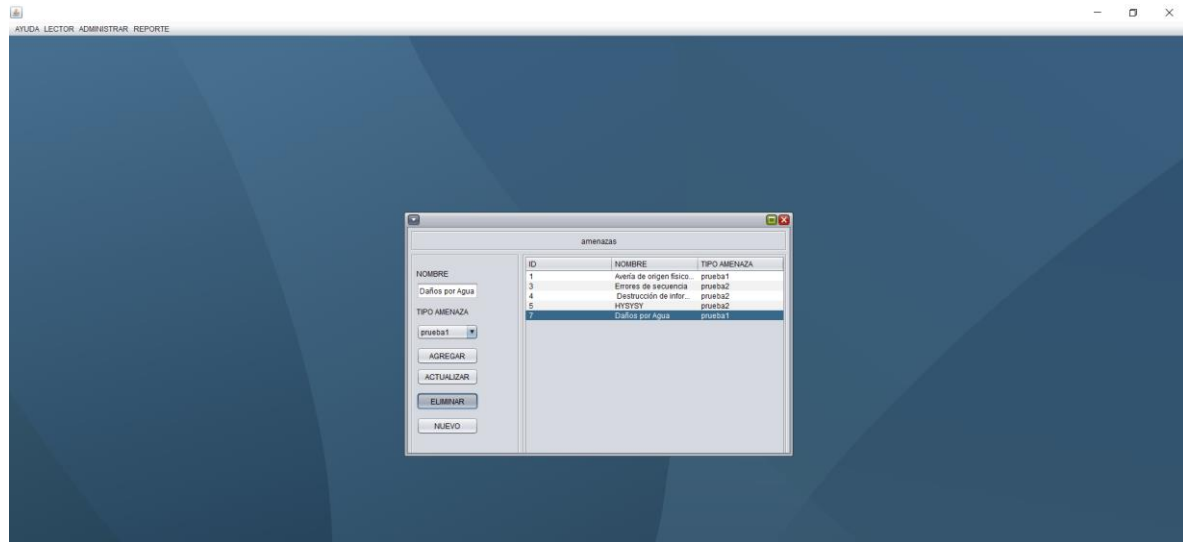 AYUDA LECTOR ADMINISTRAR REPORTE
amenazas
NOMBRE
Daños por Agua
TIPO AMENAZA
prueba1
AGREGAR
ACTUALIZAR
ELIMINAR
NUEVO
ID NOMBRE TIPO AMENAZA
1 Avería de origen físico... prueba1
3 Errores de secuencia prueba2
4 Destrucción de infor... prueba2
5 HYSYSY prueba2
7 Daños por Agua prueba1